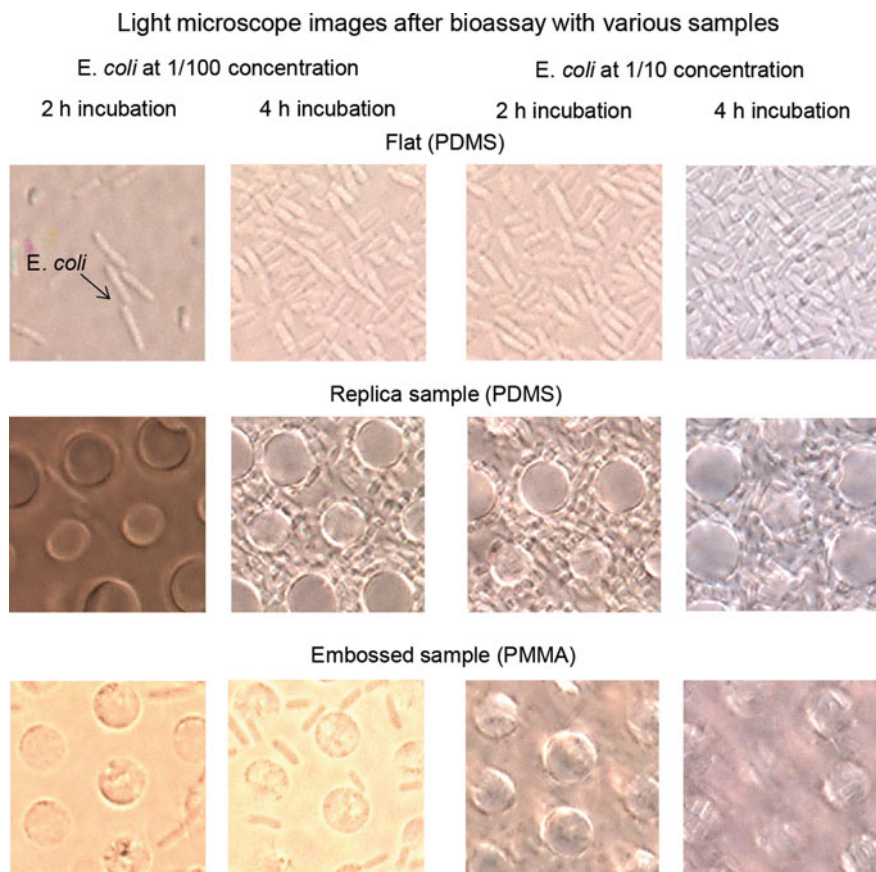 Light microscope images after bioassay with various samples
E. coli at 1/100 concentration
E. coli at 1/10 concentration
2 h incubation
4 h incubation
2 h incubation
4 h incubation
Flat (PDMS)
E. coli
Replica sample (PDMS)
Embossed sample (PMMA)